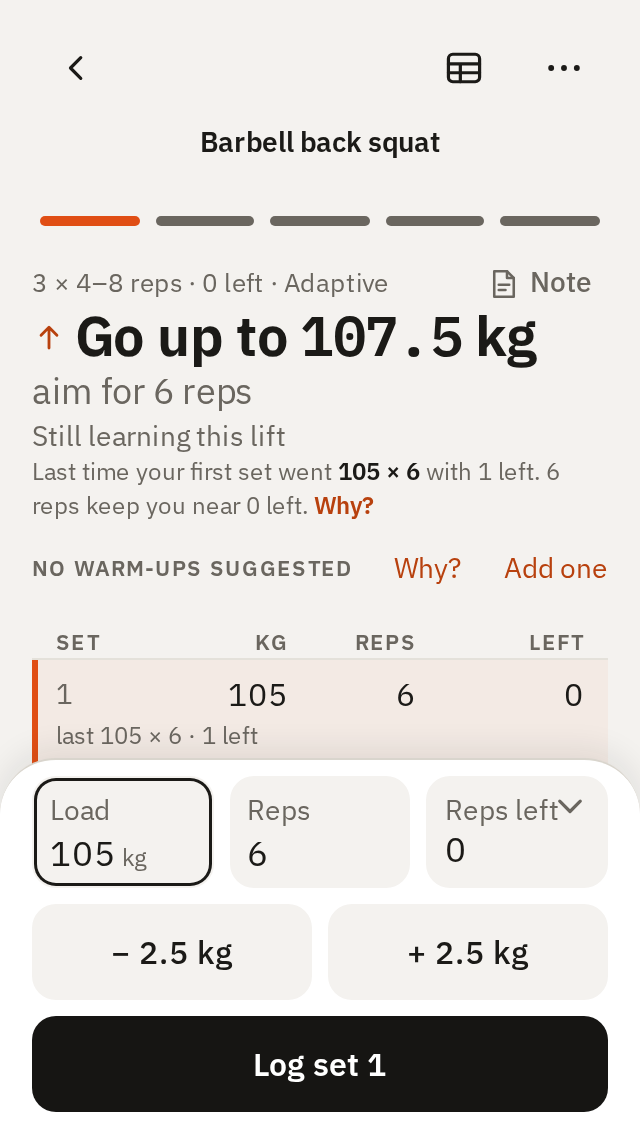 Barbell back squat
3 × 4–8 reps · 0 left · Adaptive
Note
↑ Go up to 107.5 kg
aim for 6 reps
Still learning this lift
Last time your first set went 105 × 6 with 1 left. 6
reps keep you near 0 left. Why?
NO WARM-UPS SUGGESTED Why? Add one
SET KG REPS LEFT
1 105 6 0
last 105 × 6 · 1 left
Load Reps Reps left
105 kg 6 0
− 2.5 kg + 2.5 kg
Log set 1